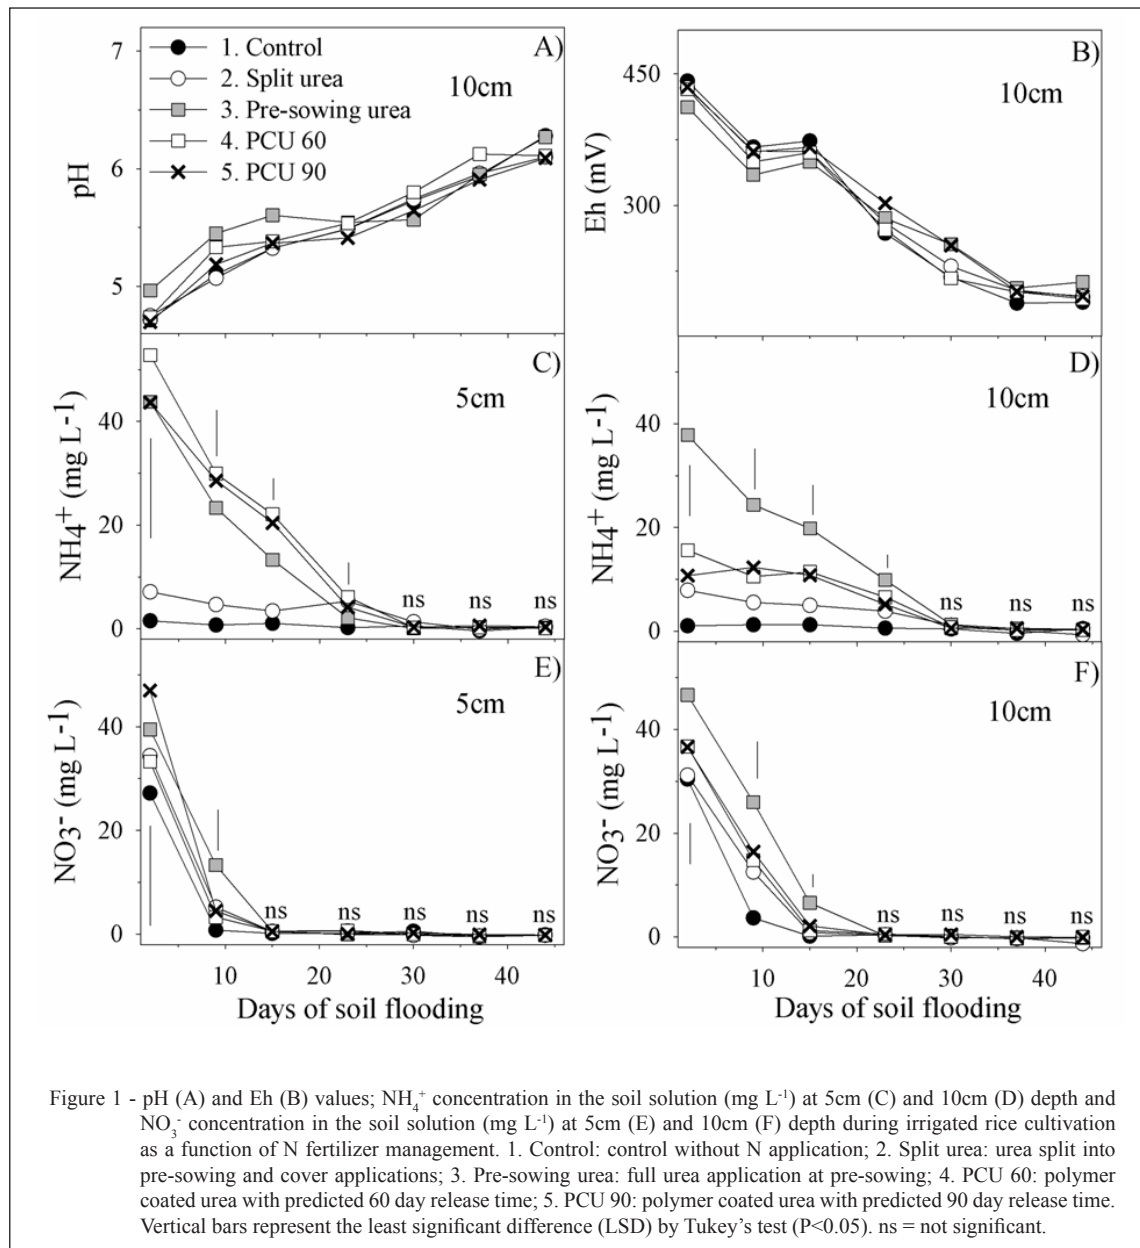 7
6
5
pH
1. Control
2. Split urea
3. Pre-sowing urea
4. PCU 60
5. PCU 90
A)
10cm
450
300
Eh (mV)
B)
10cm
40
20
0
NH4+ (mg L-1)
C)
5cm
ns ns ns
40
20
0
NH4+ (mg L-1)
D)
10cm
ns ns ns
40
20
0
NO3- (mg L-1)
E)
5cm
ns ns ns ns ns
10 20 30 40
Days of soil flooding
40
20
0
NO3- (mg L-1)
F)
10cm
ns ns ns ns
10 20 30 40
Days of soil flooding
Figure 1 - pH (A) and Eh (B) values; NH4+ concentration in the soil solution (mg L-1) at 5cm (C) and 10cm (D) depth and
NO3- concentration in the soil solution (mg L-1) at 5cm (E) and 10cm (F) depth during irrigated rice cultivation
as a function of N fertilizer management. 1. Control: control without N application; 2. Split urea: urea split into
pre-sowing and cover applications; 3. Pre-sowing urea: full urea application at pre-sowing; 4. PCU 60: polymer
coated urea with predicted 60 day release time; 5. PCU 90: polymer coated urea with predicted 90 day release time.
Vertical bars represent the least significant difference (LSD) by Tukey's test (P<0.05). ns = not significant.